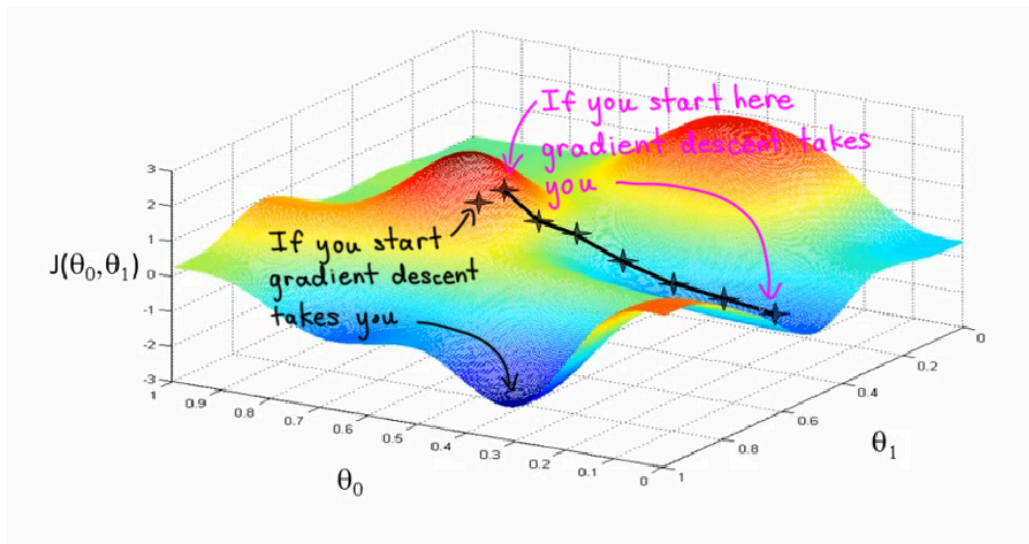 If you start here
gradient descent takes
you
If you start
gradient descent
takes you
J(θ₀,θ₁)
3
2
1
0
-1
-2
-3
1
0.9
0.8
0.7
0.6
0.5
0.4
0.3
0.2
0.1
0
θ₀
1
0.8
0.6
0.4
0.2
0
θ₁